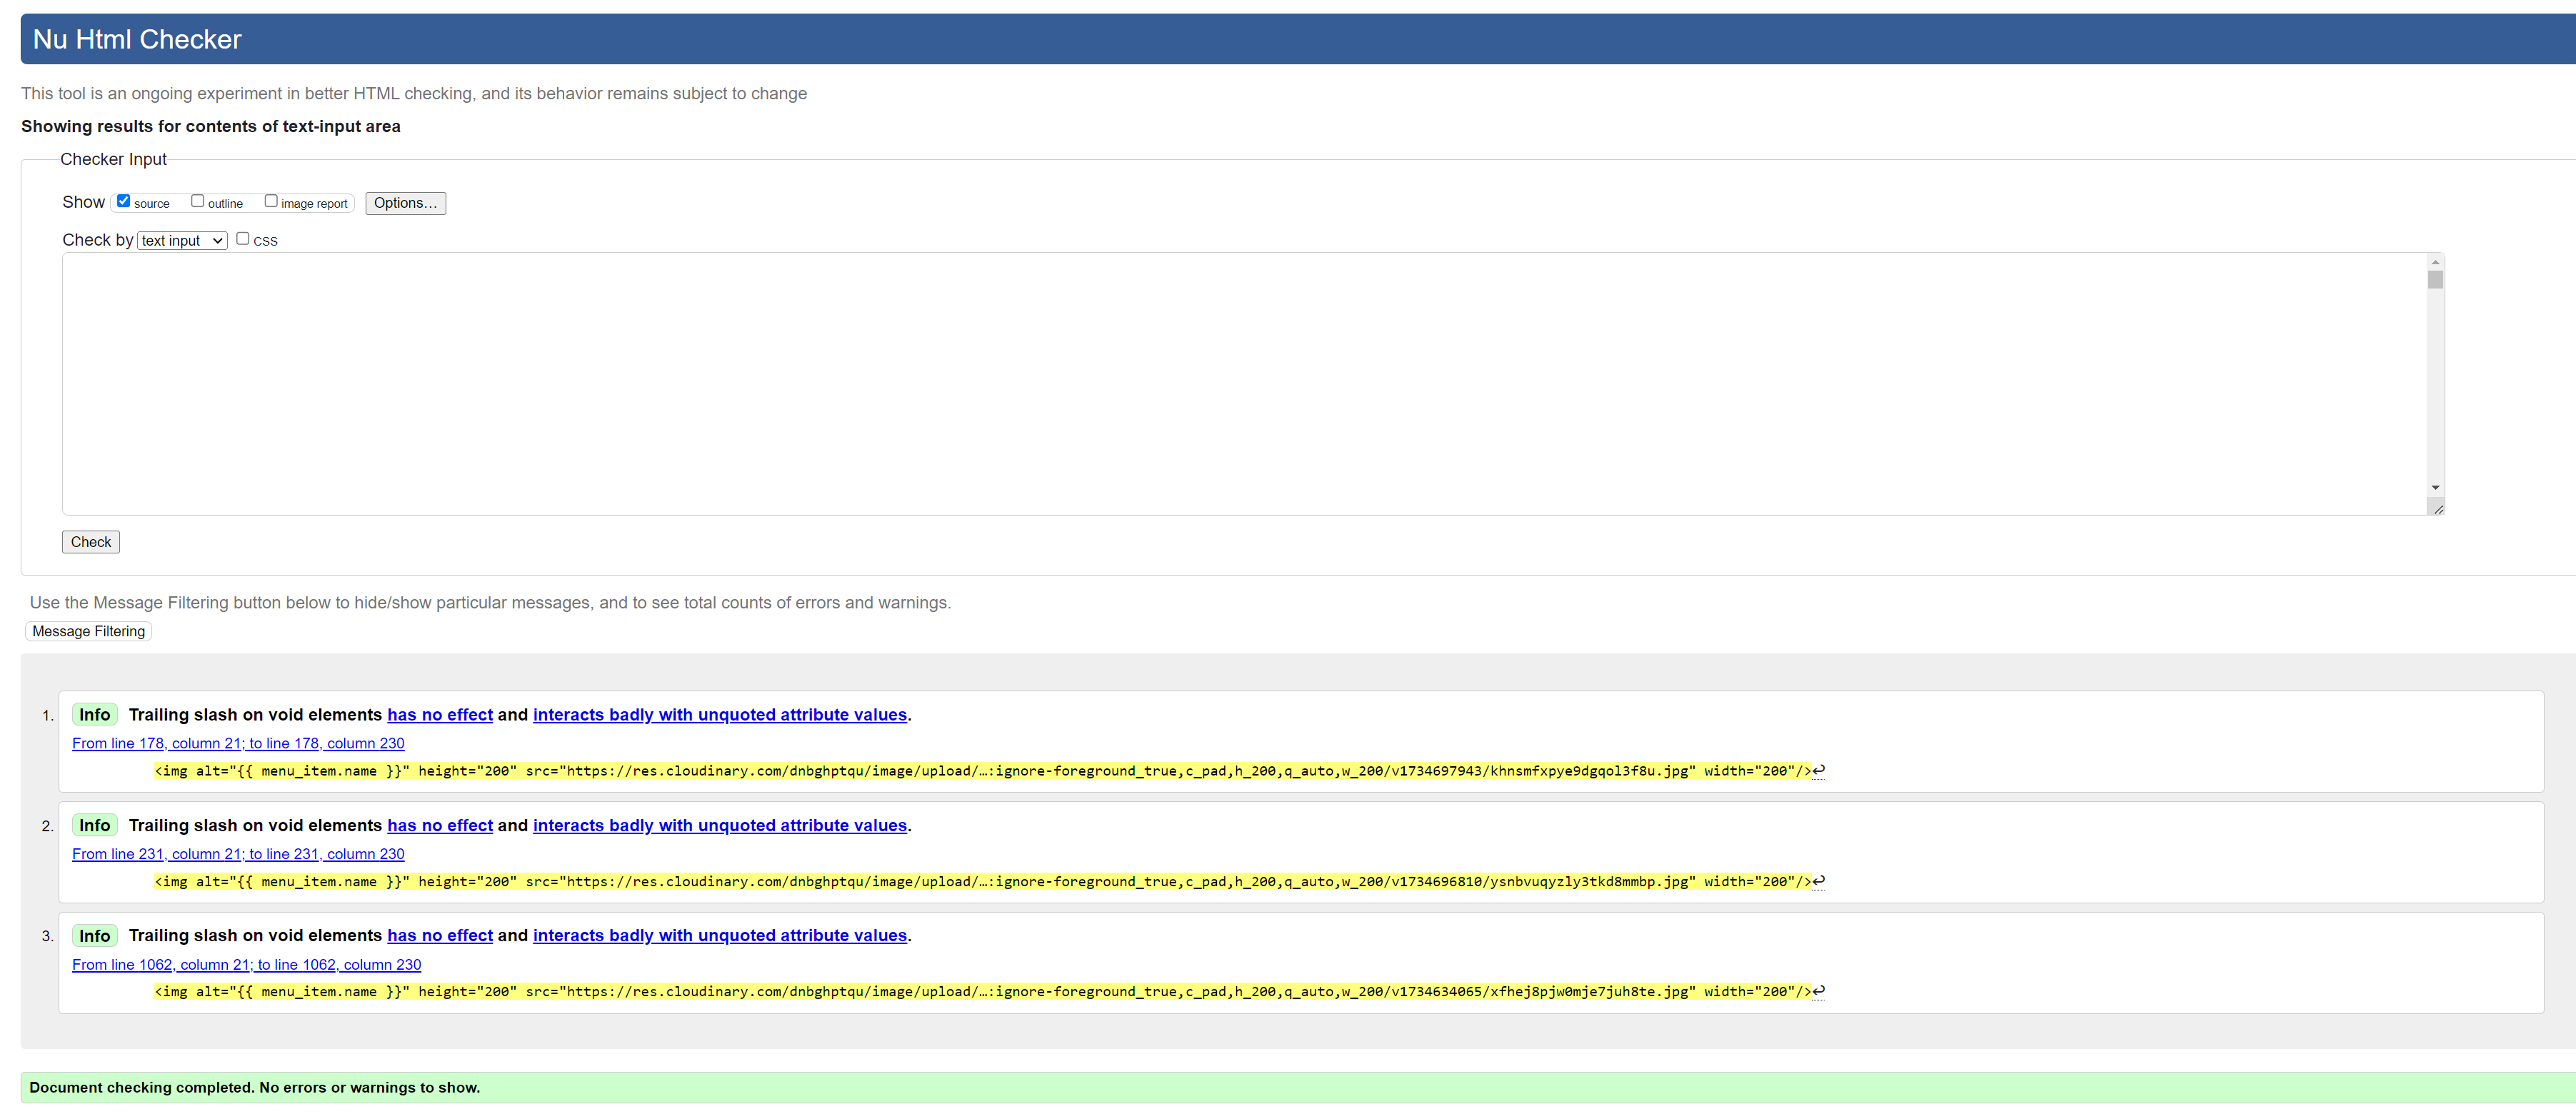 Nu Html Checker
This tool is an ongoing experiment in better HTML checking, and its behavior remains subject to change
Showing results for contents of text-input area
Checker Input
Show source outline image report Options...
Check by text input CSS
Check
Use the Message Filtering button below to hide/show particular messages, and to see total counts of errors and warnings.
Message Filtering
1. Info Trailing slash on void elements has no effect and interacts badly with unquoted attribute values.
From line 178, column 21; to line 178, column 230
<img alt="{{ menu_item.name }}" height="200" src="https://res.cloudinary.com/dnbghptqu/image/upload/…:ignore-foreground_true,c_pad,h_200,q_auto,w_200/v1734697943/khnsmfxpye9dgqol3f8u.jpg" width="200"/>↩
2. Info Trailing slash on void elements has no effect and interacts badly with unquoted attribute values.
From line 231, column 21; to line 231, column 230
<img alt="{{ menu_item.name }}" height="200" src="https://res.cloudinary.com/dnbghptqu/image/upload/…:ignore-foreground_true,c_pad,h_200,q_auto,w_200/v1734696810/ysnbvuqyzly3tkd8mmbp.jpg" width="200"/>↩
3. Info Trailing slash on void elements has no effect and interacts badly with unquoted attribute values.
From line 1062, column 21; to line 1062, column 230
<img alt="{{ menu_item.name }}" height="200" src="https://res.cloudinary.com/dnbghptqu/image/upload/…:ignore-foreground_true,c_pad,h_200,q_auto,w_200/v1734634065/xfhej8pjw0mje7juh8te.jpg" width="200"/>↩
Document checking completed. No errors or warnings to show.